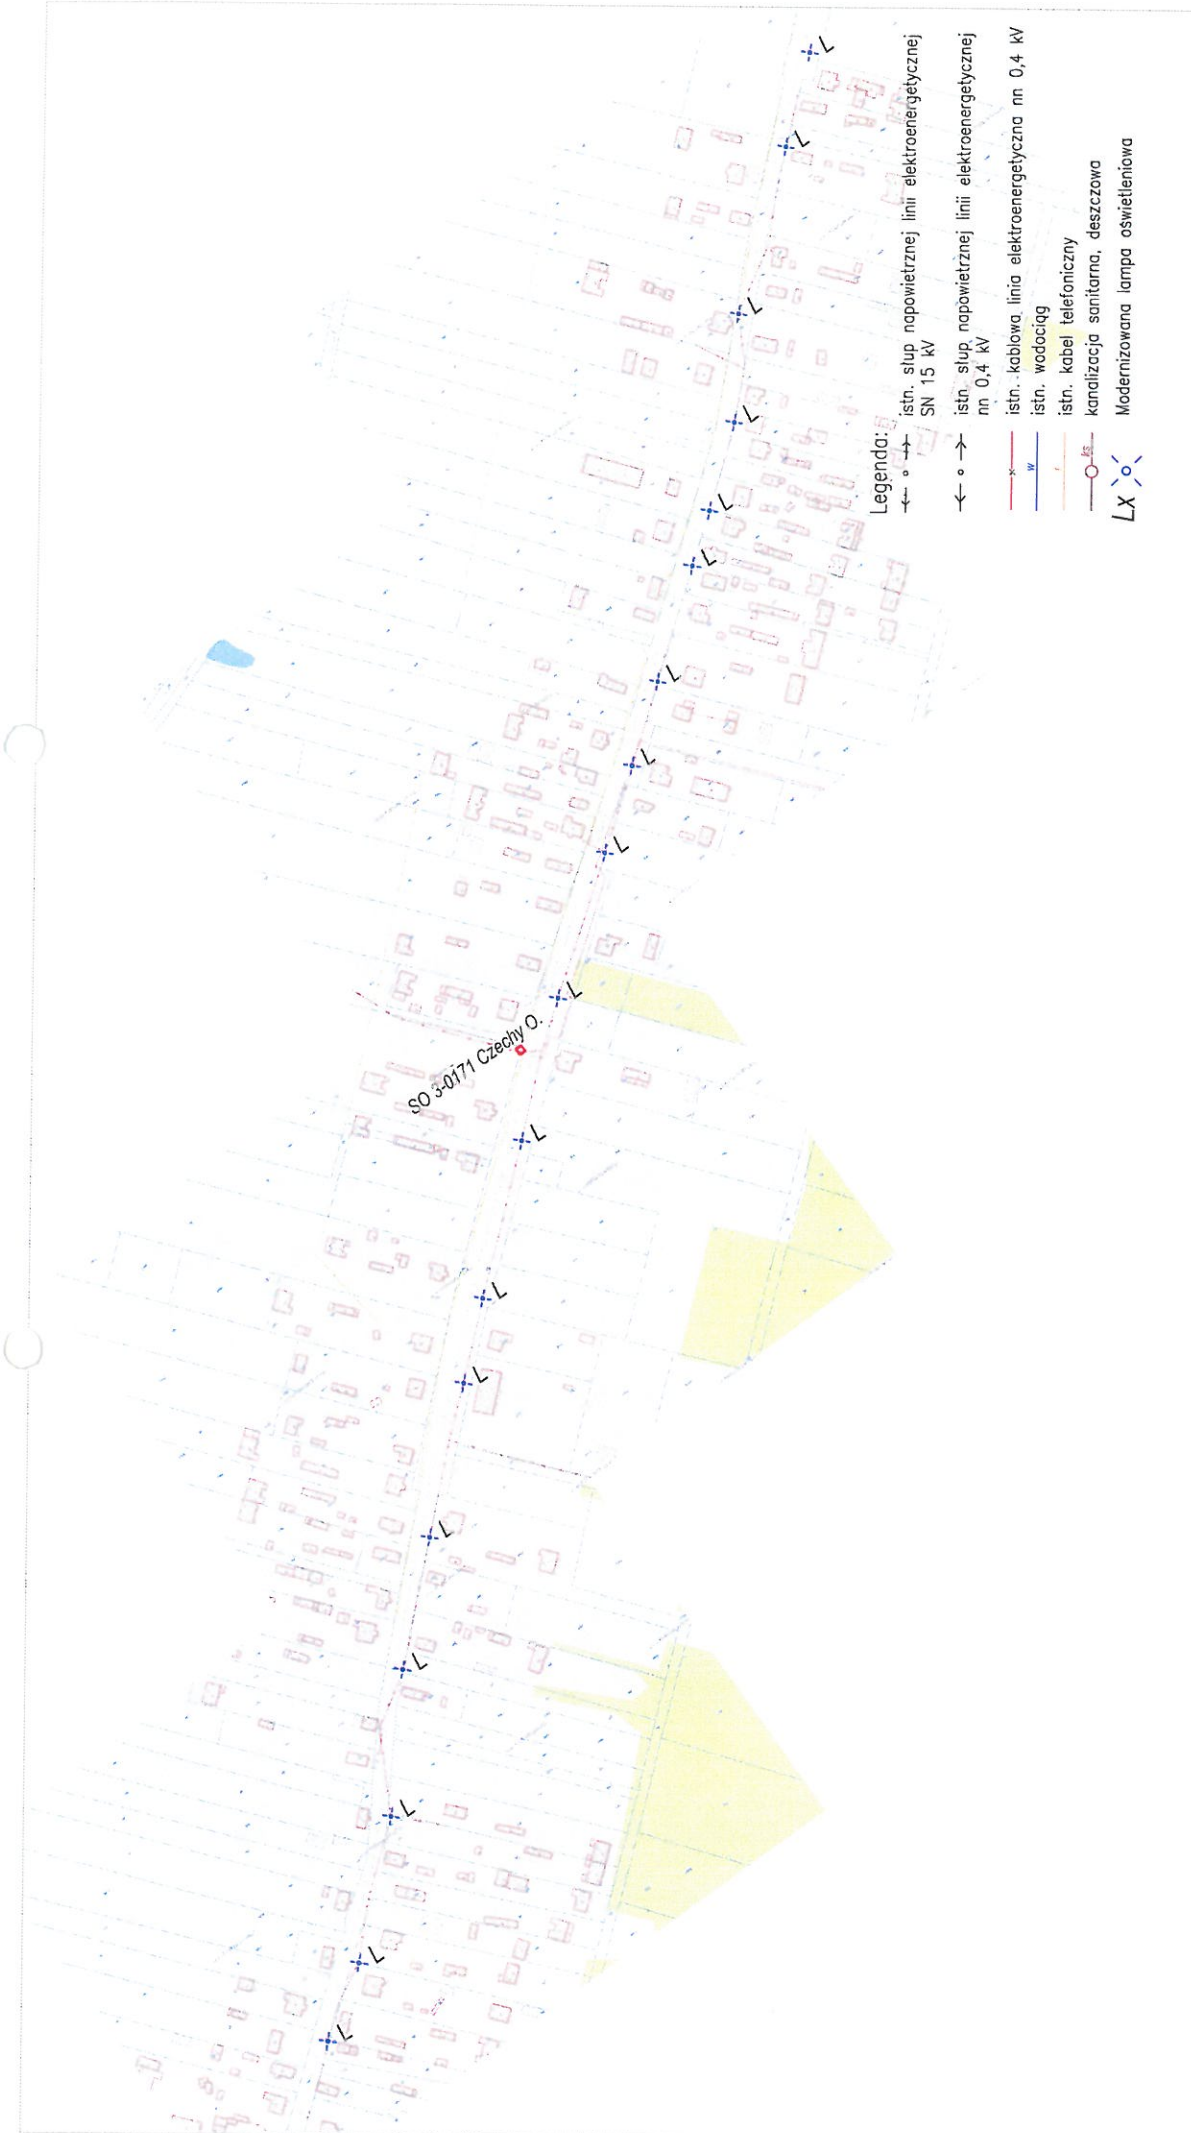 L
L
L
L
L
L
L
L
SO 3-0171 Czechy O.
L
L
L
L
L
L
L
L
L
L
Legenda:
istn. słup napowietrznej linii elektroenergetycznej
SN 15 kV
istn. słup napowietrznej linii elektroenergetycznej
nn 0,4 kV
istn. kablowa linia elektroenergetyczna nn 0,4 kV
w istn. wodociąg
t istn. kabel telefoniczny
ks kanalizacja sanitarna, deszczowa
Lx Modernizowana lampa oświetleniowa